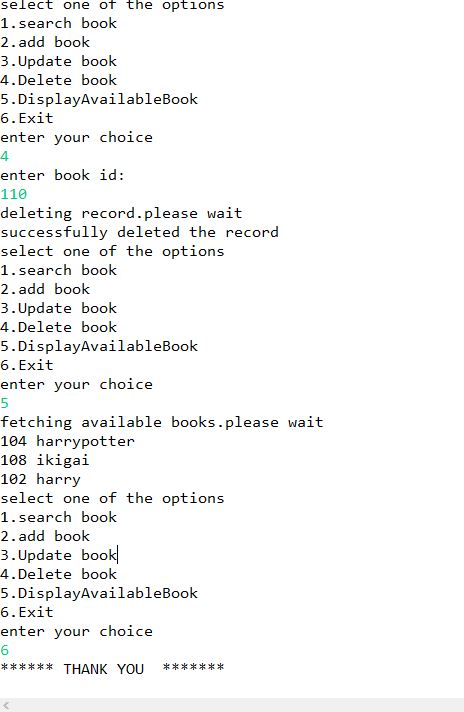 select one of the options
1.search book
2.add book
3.Update book
4.Delete book
5.DisplayAvailableBook
6.Exit
enter your choice
4
enter book id:
110
deleting record.please wait
successfully deleted the record
select one of the options
1.search book
2.add book
3.Update book
4.Delete book
5.DisplayAvailableBook
6.Exit
enter your choice
5
fetching available books.please wait
104 harrypotter
108 ikigai
102 harry
select one of the options
1.search book
2.add book
3.Update book
4.Delete book
5.DisplayAvailableBook
6.Exit
enter your choice
6
****** THANK YOU  *******